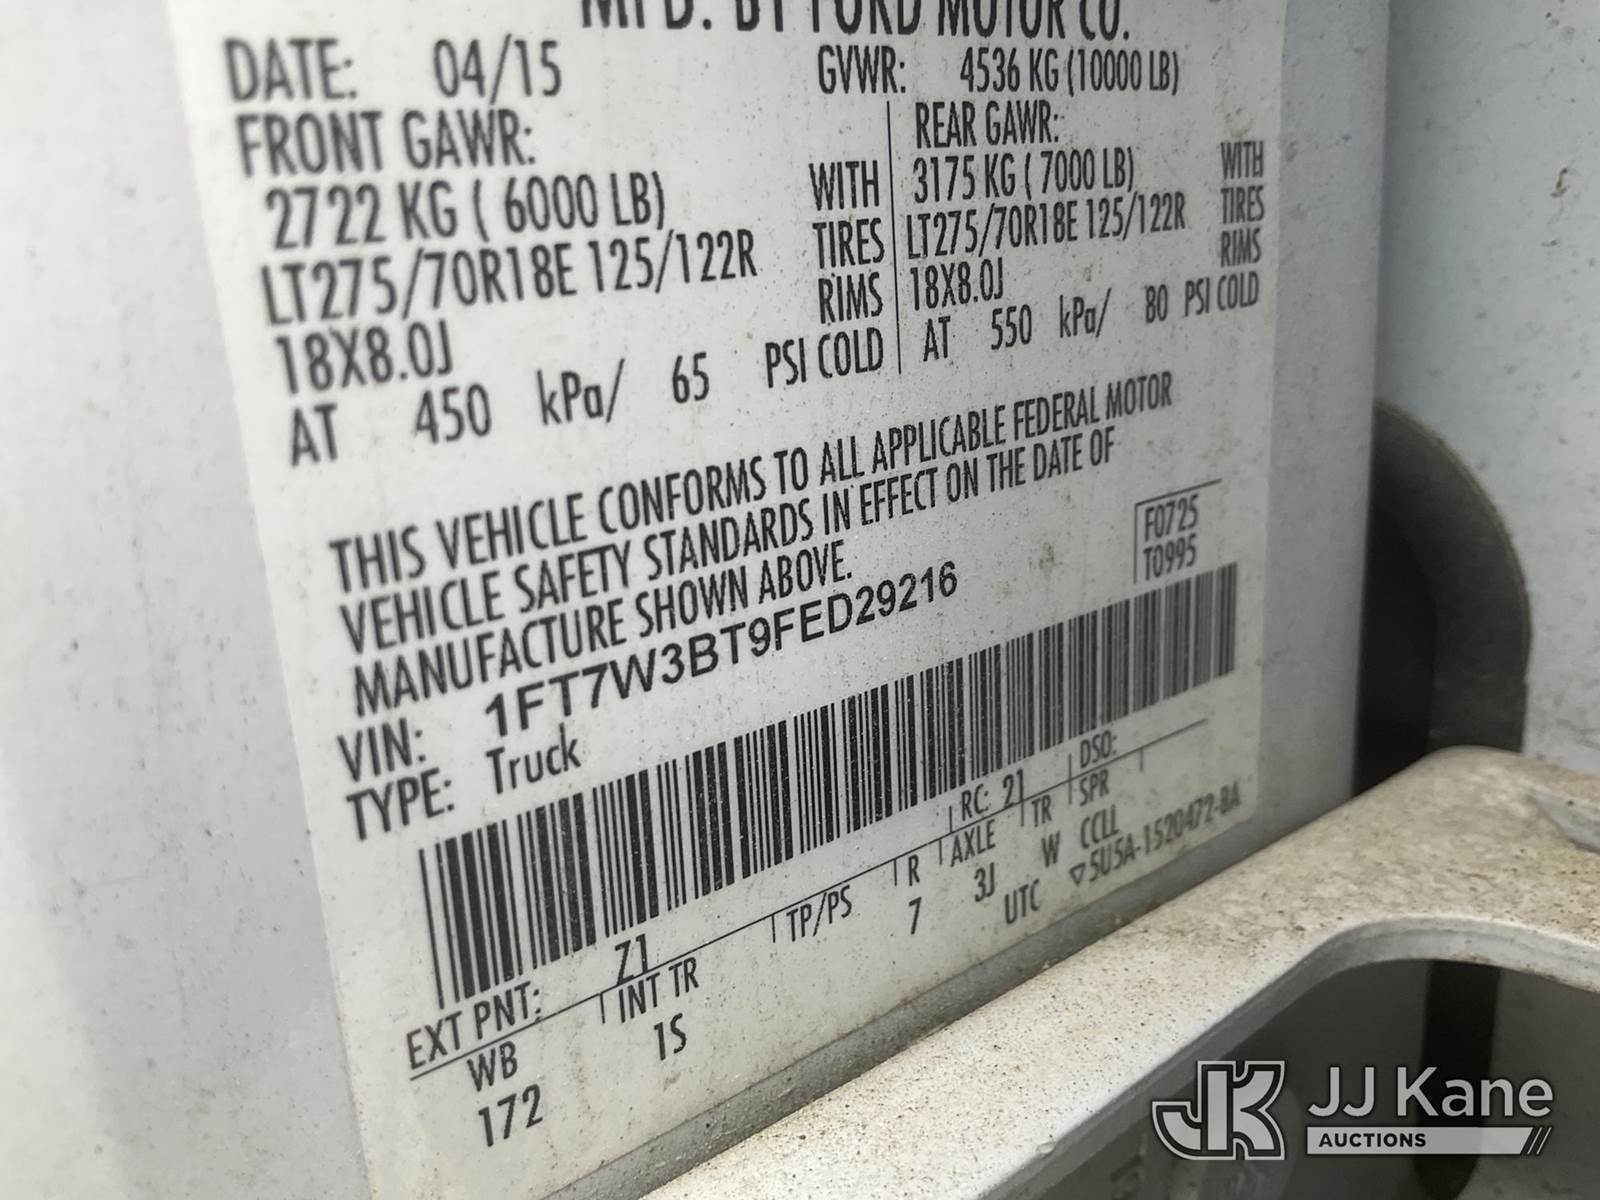 MFD. BY FORD MOTOR CO.
DATE: 04/15 GVWR: 4536 KG (10000 LB)
FRONT GAWR: REAR GAWR:
2722 KG ( 6000 LB) WITH 3175 KG ( 7000 LB) WITH
LT275/70R18E 125/122R TIRES LT275/70R18E 125/122R TIRES
18X8.0J RIMS 18X8.0J RIMS
AT 450 kPa/ 65 PSI COLD AT 550 kPa/ 80 PSI COLD
THIS VEHICLE CONFORMS TO ALL APPLICABLE FEDERAL MOTOR
VEHICLE SAFETY STANDARDS IN EFFECT ON THE DATE OF
MANUFACTURE SHOWN ABOVE.
F0725
T0995
VIN: 1FT7W3BT9FED29216
TYPE: Truck
EXT PNT: Z1 RC: 21 DSO:
WB INT TR TP/PS R AXLE TR SPR
172 1S 7 3J W CCLL
UTC ▽5U5A-1520472-BA
JK JJ Kane
AUCTIONS